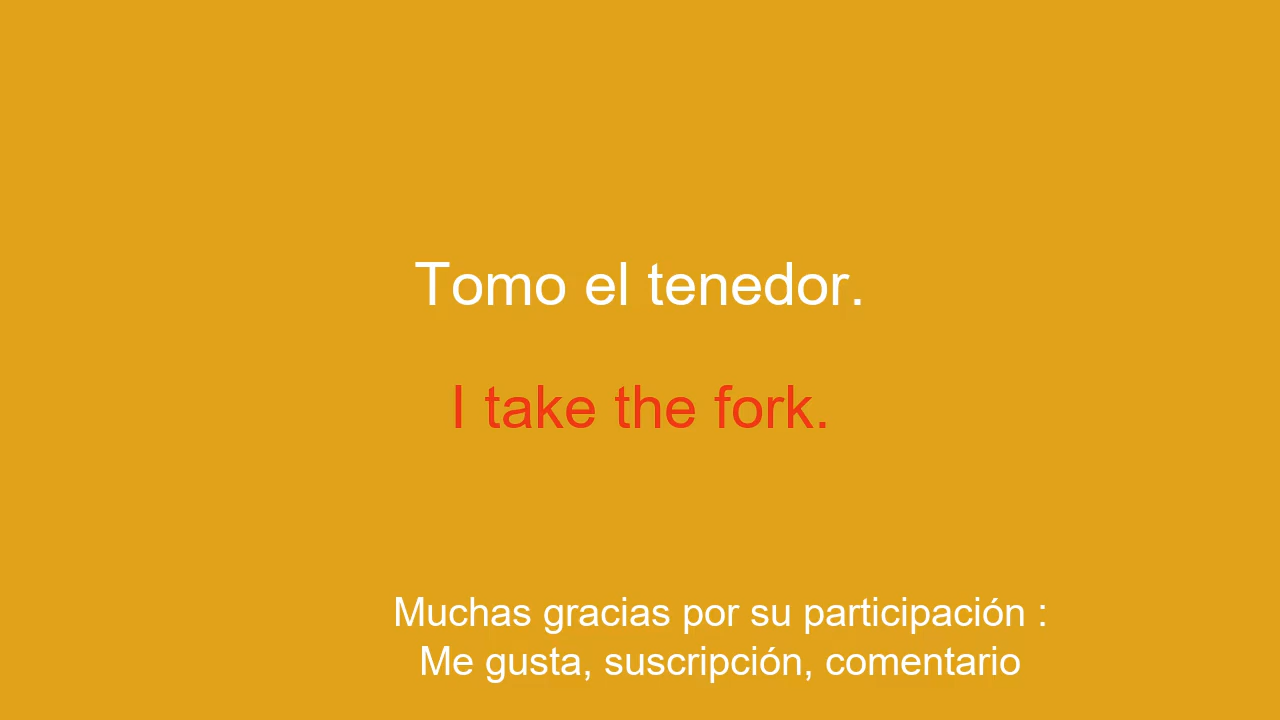 Tomo el tenedor.
I take the fork.
Muchas gracias por su participación :
Me gusta, suscripción, comentario